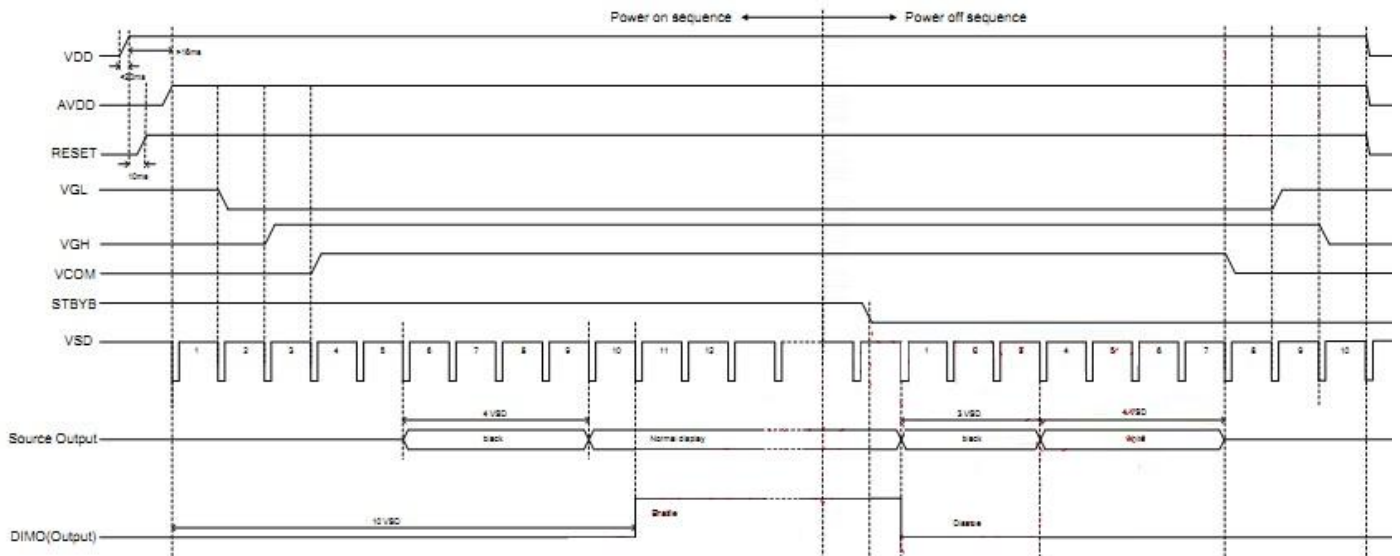 Power on sequence
Power off sequence
VDD
>16ms
<20ms
AVDD
RESET
10ms
VGL
VGH
VCOM
STBYB
VSD
1 2 3 4 5 6 7 8 9 10 11 12
1
4
6 7 8 9 10
4 VSD
3 VSD
VSD
Source Output
black
Normal display
black
10 VSD
Enable
Disable
DIMO(Output)